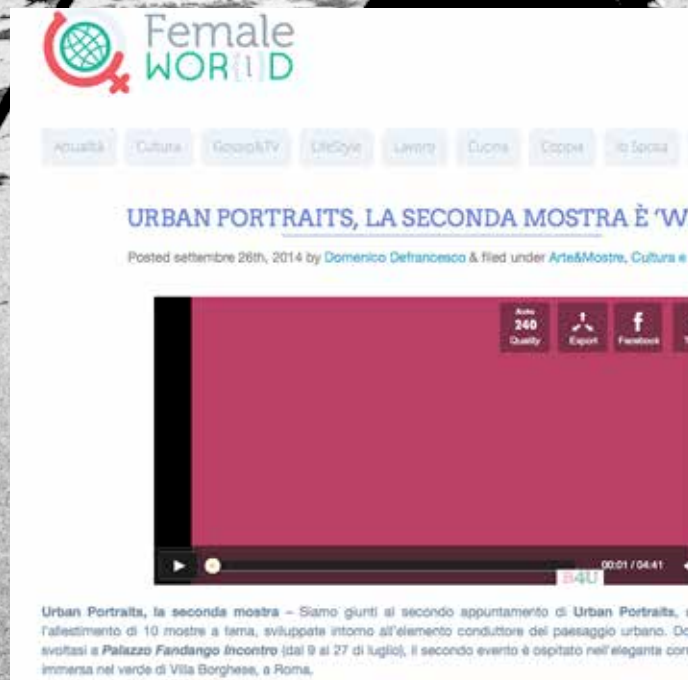 Female
WOR{l}D
Attualità Cultura Gossip&TV LifeStyle Lavoro Cucina Coppia Io Sposa
URBAN PORTRAITS, LA SECONDA MOSTRA È ‘W
Posted settembre 26th, 2014 by Domenico Defrancesco & filed under Arte&Mostre, Cultura e
Auto
240
Quality Export Facebook
00:01 / 04:41
B4U
Urban Portraits, la seconda mostra – Siamo giunti al secondo appuntamento di Urban Portraits,
l'allestimento di 10 mostre a tema, sviluppate intorno all'elemento conduttore del paesaggio urbano.
svoltasi a Palazzo Fandango Incontro (dal 9 al 27 di luglio), il secondo evento è ospitato nell'elegante
immersa nel verde di Villa Borghese, a Roma.